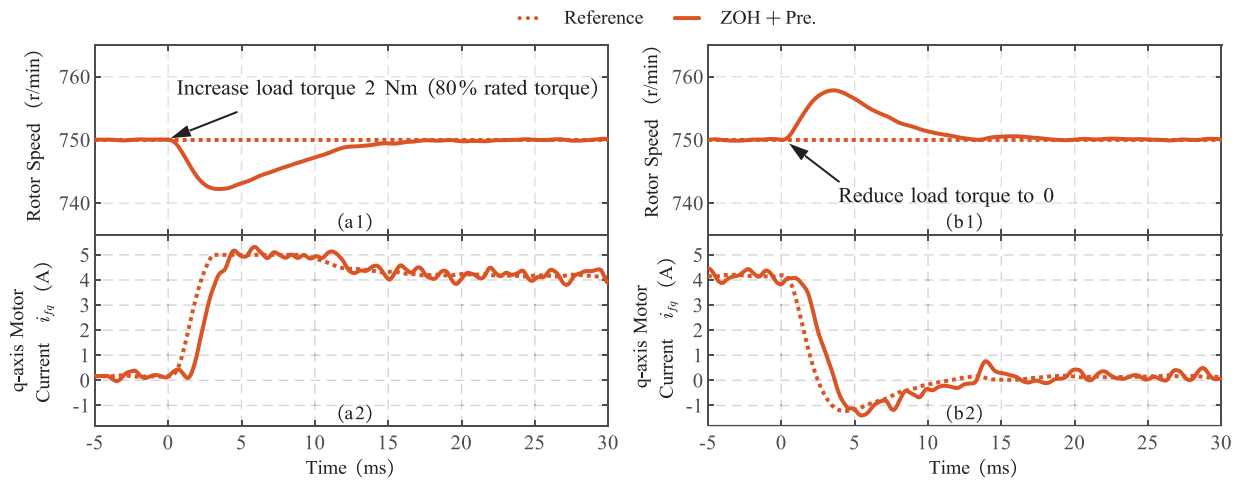 Reference ZOH + Pre.
Rotor Speed (r/min)
760
750
740
Increase load torque 2 Nm (80% rated torque)
(a1)
q-axis Motor
Current i_fq (A)
5
4
3
2
1
0
-1
(a2)
-5 0 5 10 15 20 25 30
Time (ms)
Rotor Speed (r/min)
760
750
740
Reduce load torque to 0
(b1)
q-axis Motor
Current i_fq (A)
5
4
3
2
1
0
-1
(b2)
-5 0 5 10 15 20 25 30
Time (ms)